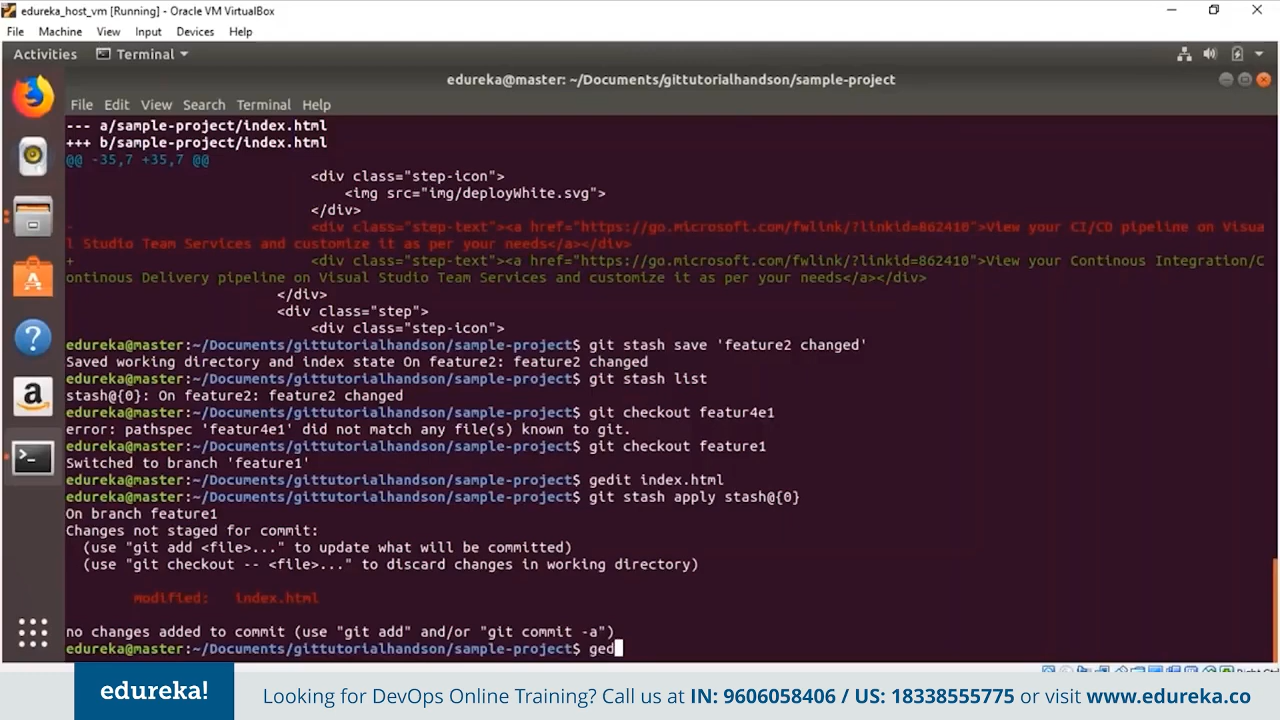 edureka_host_vm [Running] - Oracle VM VirtualBox
File Machine View Input Devices Help
Activities Terminal
edureka@master: ~/Documents/gittutorialhandson/sample-project
File Edit View Search Terminal Help
--- a/sample-project/index.html
+++ b/sample-project/index.html
@@ -35,7 +35,7 @@
<div class="step-icon">
<img src="img/deployWhite.svg">
</div>
- <div class="step-text"><a href="https://go.microsoft.com/fwlink/?linkid=862410">View your CI/CD pipeline on Visua
l Studio Team Services and customize it as per your needs</a></div>
+ <div class="step-text"><a href="https://go.microsoft.com/fwlink/?linkid=862410">View your Continous Integration/C
ontinous Delivery pipeline on Visual Studio Team Services and customize it as per your needs</a></div>
</div>
<div class="step">
<div class="step-icon">
edureka@master:~/Documents/gittutorialhandson/sample-project$ git stash save 'feature2 changed'
Saved working directory and index state On feature2: feature2 changed
edureka@master:~/Documents/gittutorialhandson/sample-project$ git stash list
stash@{0}: On feature2: feature2 changed
edureka@master:~/Documents/gittutorialhandson/sample-project$ git checkout featur4e1
error: pathspec 'featur4e1' did not match any file(s) known to git.
edureka@master:~/Documents/gittutorialhandson/sample-project$ git checkout feature1
Switched to branch 'feature1'
edureka@master:~/Documents/gittutorialhandson/sample-project$ gedit index.html
edureka@master:~/Documents/gittutorialhandson/sample-project$ git stash apply stash@{0}
On branch feature1
Changes not staged for commit:
(use "git add <file>..." to update what will be committed)
(use "git checkout -- <file>..." to discard changes in working directory)
modified: index.html
no changes added to commit (use "git add" and/or "git commit -a")
edureka@master:~/Documents/gittutorialhandson/sample-project$ ged
edureka!
Looking for DevOps Online Training? Call us at IN: 9606058406 / US: 18338555775 or visit www.edureka.co